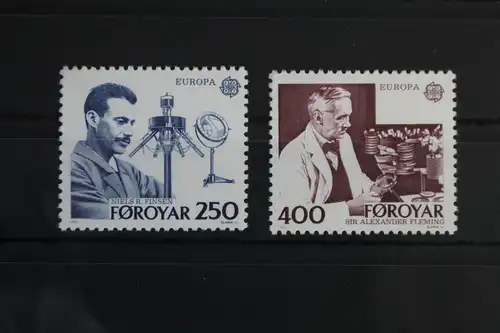 EUROPA
NIELS R. FINSEN
FØROYAR 250
EUROPA
400 FØROYAR
SIR ALEXANDER FLEMING